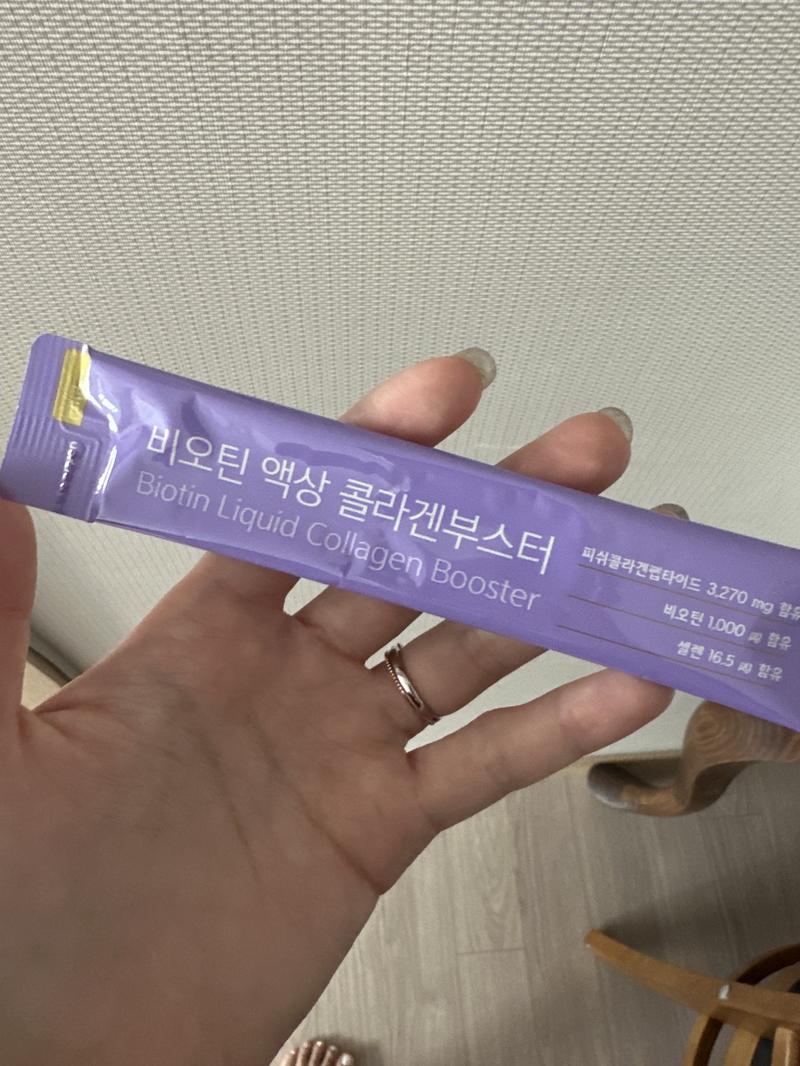 비오틴 액상 콜라겐부스터
Biotin Liquid Collagen Booster
피쉬콜라겐펩타이드 3,270 mg 함유
비오틴 1,000 ㎍ 함유
셀렌 16.5 ㎍ 함유